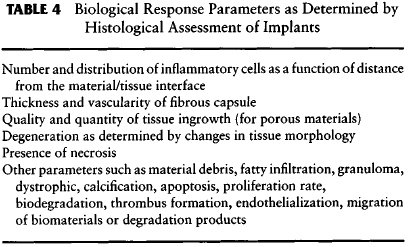 TABLE 4 Biological Response Parameters as Determined by
Histological Assessment of Implants
Number and distribution of inflammatory cells as a function of distance
from the material/tissue interface
Thickness and vascularity of fibrous capsule
Quality and quantity of tissue ingrowth (for porous materials)
Degeneration as determined by changes in tissue morphology
Presence of necrosis
Other parameters such as material debris, fatty infiltration, granuloma,
dystrophic, calcification, apoptosis, proliferation rate,
biodegradation, thrombus formation, endothelialization, migration
of biomaterials or degradation products